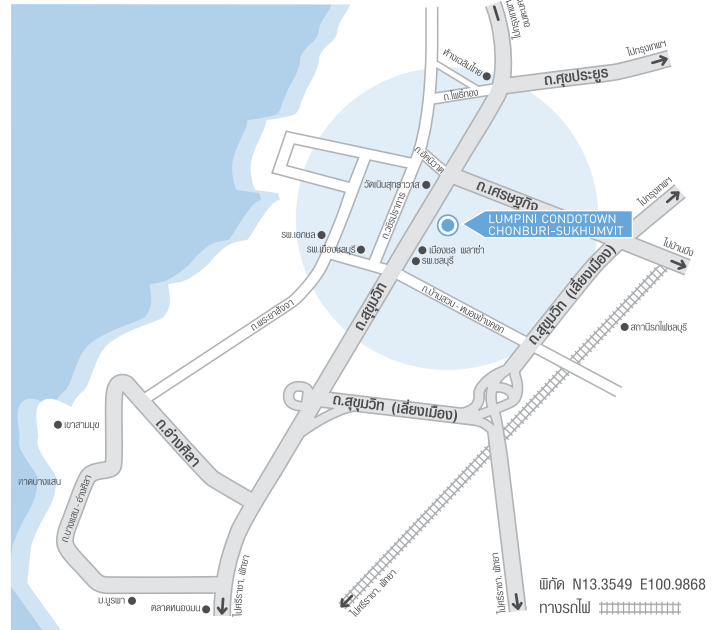 ไปกรุงเทพฯ
ห้างเฉลิมไทย
ถ.ศุขประยูร
ถ.โพธิ์ทอง
ถ.อัคนิวาต
วัดเนินสุทธาวาส
ถ.เศรษฐกิจ
ไปกรุงเทพฯ
ถ.วชิรปราการ
LUMPINI CONDOTOWN
CHONBURI-SUKHUMVIT
รพ.เอกชล
รพ.เมืองชลบุรี
เมืองชล พลาซ่า
รพ.ชลบุรี
ไปบ้านบึง
ถ.สุขุมวิท
ถ.บ้านสวน - หนองข้างคอก
ถ.สุขุมวิท (เลี่ยงเมือง)
ถ.พระยาสัจจา
สถานีรถไฟชลบุรี
ถ.สุขุมวิท (เลี่ยงเมือง)
เขาสามมุข
ถ.อ่างศิลา
หาดบางแสน
ถ.บางแสน - อ่างศิลา
ม.บูรพา
ตลาดหนองมน
ไปศรีราชา, พัทยา
ไปศรีราชา, พัทยา
ไปศรีราชา, พัทยา
พิกัด N13.3549 E100.9868
ทางรถไฟ